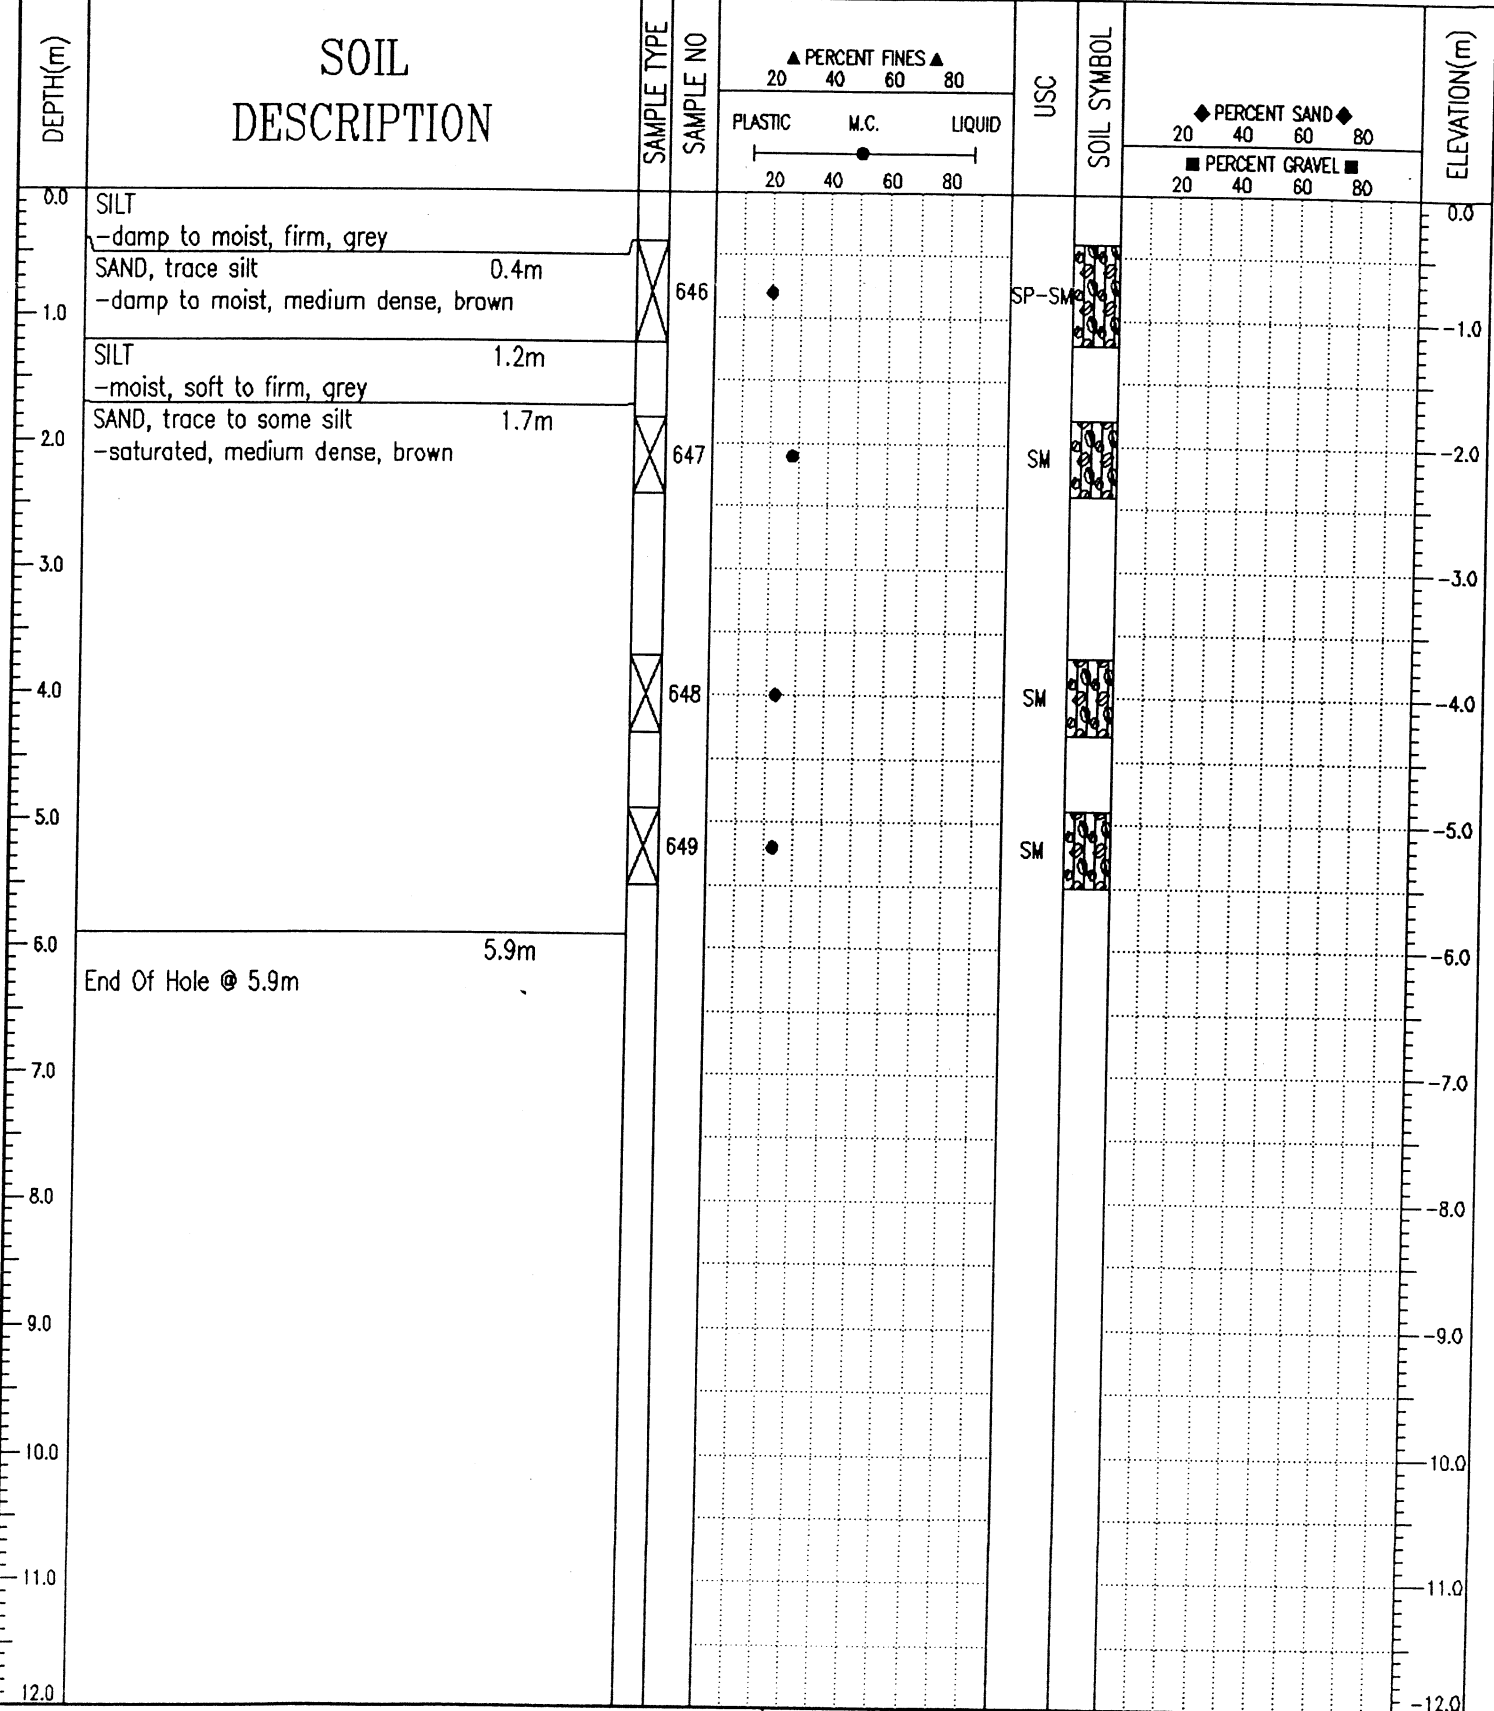 DEPTH(m)
SOIL
DESCRIPTION
SAMPLE TYPE
SAMPLE NO
▲ PERCENT FINES ▲
20 40 60 80
PLASTIC M.C. LIQUID
20 40 60 80
USC
SOIL SYMBOL
◆ PERCENT SAND ◆
20 40 60 80
■ PERCENT GRAVEL ■
20 40 60 80
ELEVATION(m)
0.0
SILT
-damp to moist, firm, grey
0.0
SAND, trace silt 0.4m
-damp to moist, medium dense, brown
646
SP-SM
1.0
-1.0
SILT 1.2m
-moist, soft to firm, grey
SAND, trace to some silt 1.7m
-saturated, medium dense, brown
2.0
647
SM
-2.0
3.0
-3.0
4.0
648
SM
-4.0
5.0
-5.0
649
SM
6.0
5.9m
-6.0
End Of Hole @ 5.9m
7.0
-7.0
8.0
-8.0
9.0
-9.0
10.0
-10.0
11.0
-11.0
12.0
-12.0